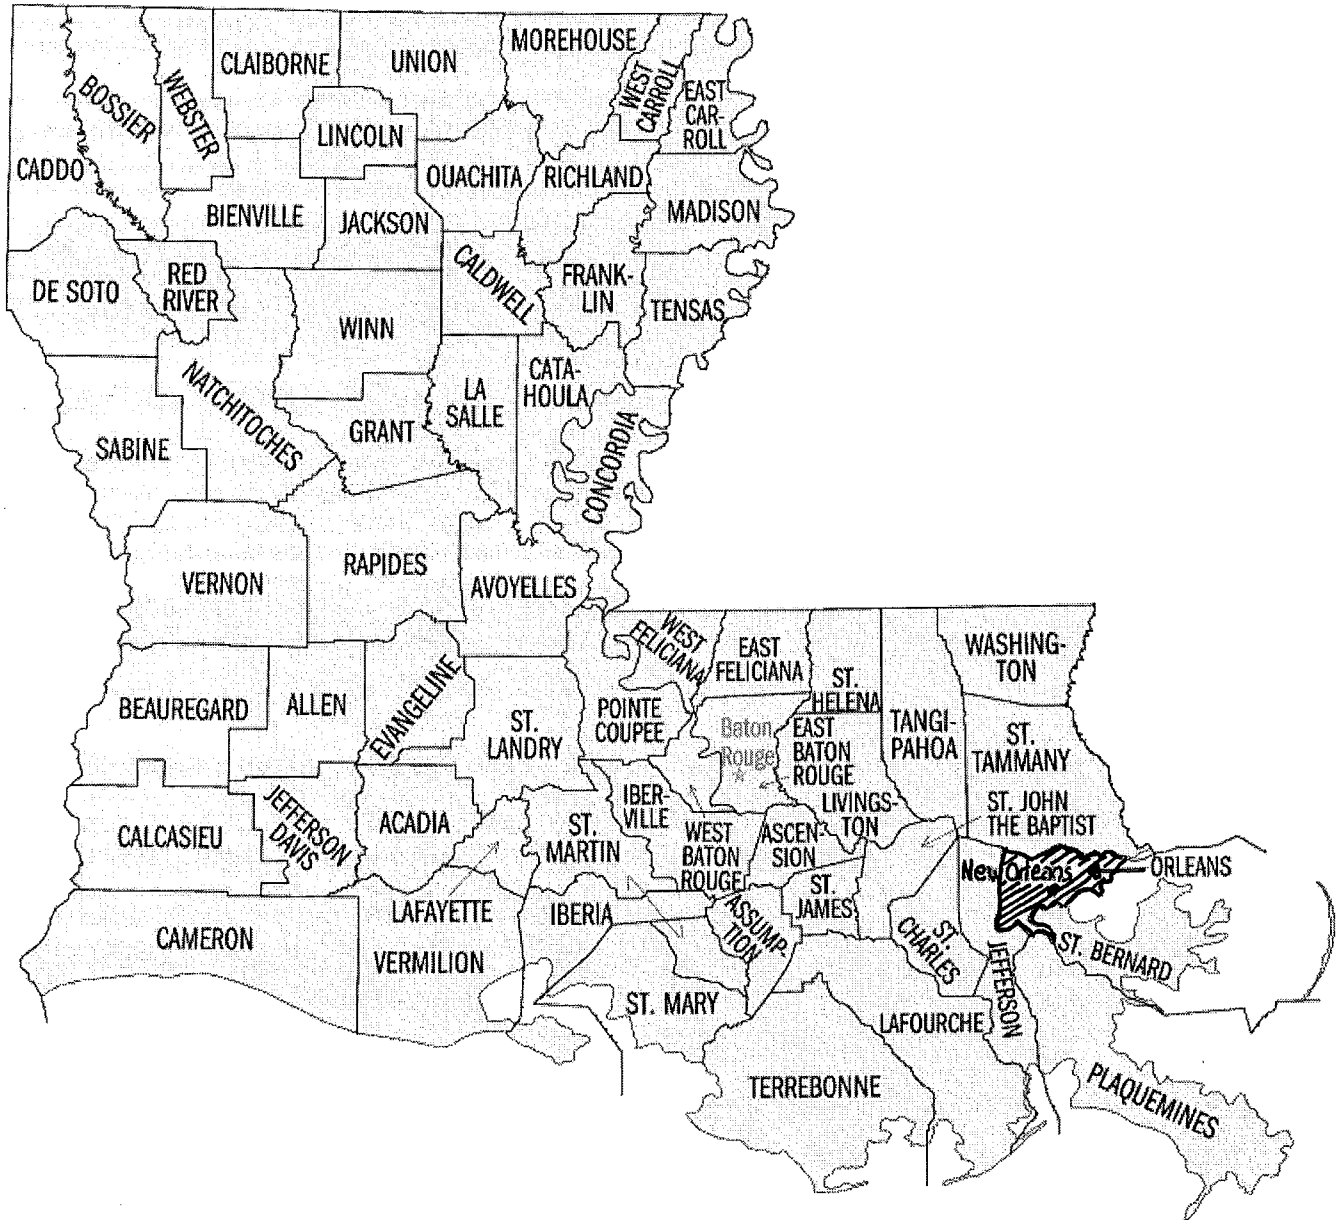 MOREHOUSE
CLAIBORNE
UNION
WEST
CARROLL
BOSSIER
WEBSTER
EAST
CAR-
ROLL
LINCOLN
CADDO
OUACHITA
RICHLAND
BIENVILLE
JACKSON
MADISON
DE SOTO
RED
RIVER
CALDWELL
FRANK-
LIN
TENSAS
WINN
NATCHITOCHES
LA
SALLE
CATA-
HOULA
SABINE
GRANT
CONCORDIA
VERNON
RAPIDES
AVOYELLES
WEST
FELICIANA
EAST
FELICIANA
ST.
HELENA
WASHING-
TON
BEAUREGARD
ALLEN
EVANGELINE
ST.
LANDRY
POINTE
COUPEE
Baton
Rouge
EAST
BATON
ROUGE
TANGI-
PAHOA
ST.
TAMMANY
CALCASIEU
JEFFERSON
DAVIS
ACADIA
ST.
MARTIN
IBER-
VILLE
WEST
BATON
ROUGE
ASCEN-
SION
LIVINGS-
TON
ST. JOHN
THE BAPTIST
New Orleans
ORLEANS
CAMERON
LAFAYETTE
VERMILION
IBERIA
ASSUMP-
TION
ST.
JAMES
ST.
CHARLES
JEFFERSON
ST. BERNARD
ST. MARY
LAFOURCHE
TERREBONNE
PLAQUEMINES